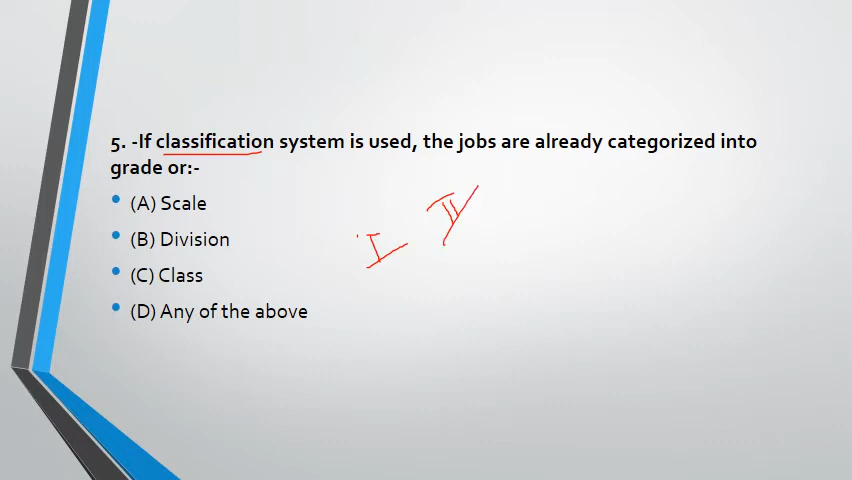 5. -If classification system is used, the jobs are already categorized into
grade or:-
• (A) Scale
• (B) Division
• (C) Class
• (D) Any of the above
I